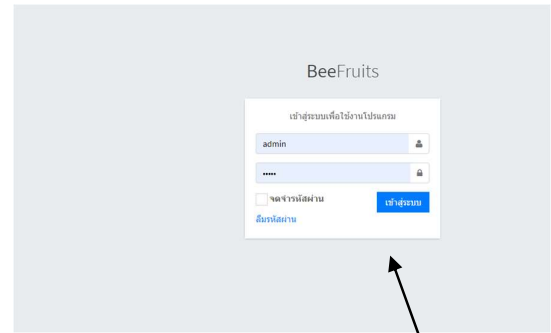 BeeFruits
เข้าสู่ระบบเพื่อใช้งานโปรแกรม
admin
•••••
จดจำรหัสผ่าน
เข้าสู่ระบบ
ลืมรหัสผ่าน